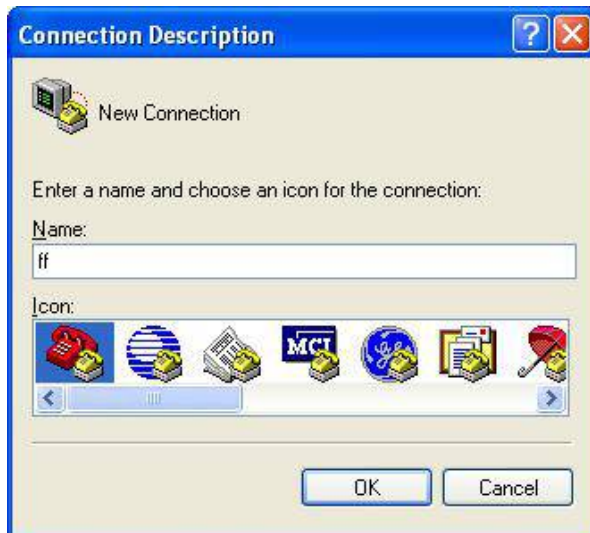 Connection Description
New Connection
Enter a name and choose an icon for the connection:
Name:
ff
Icon:
MCI
OK Cancel